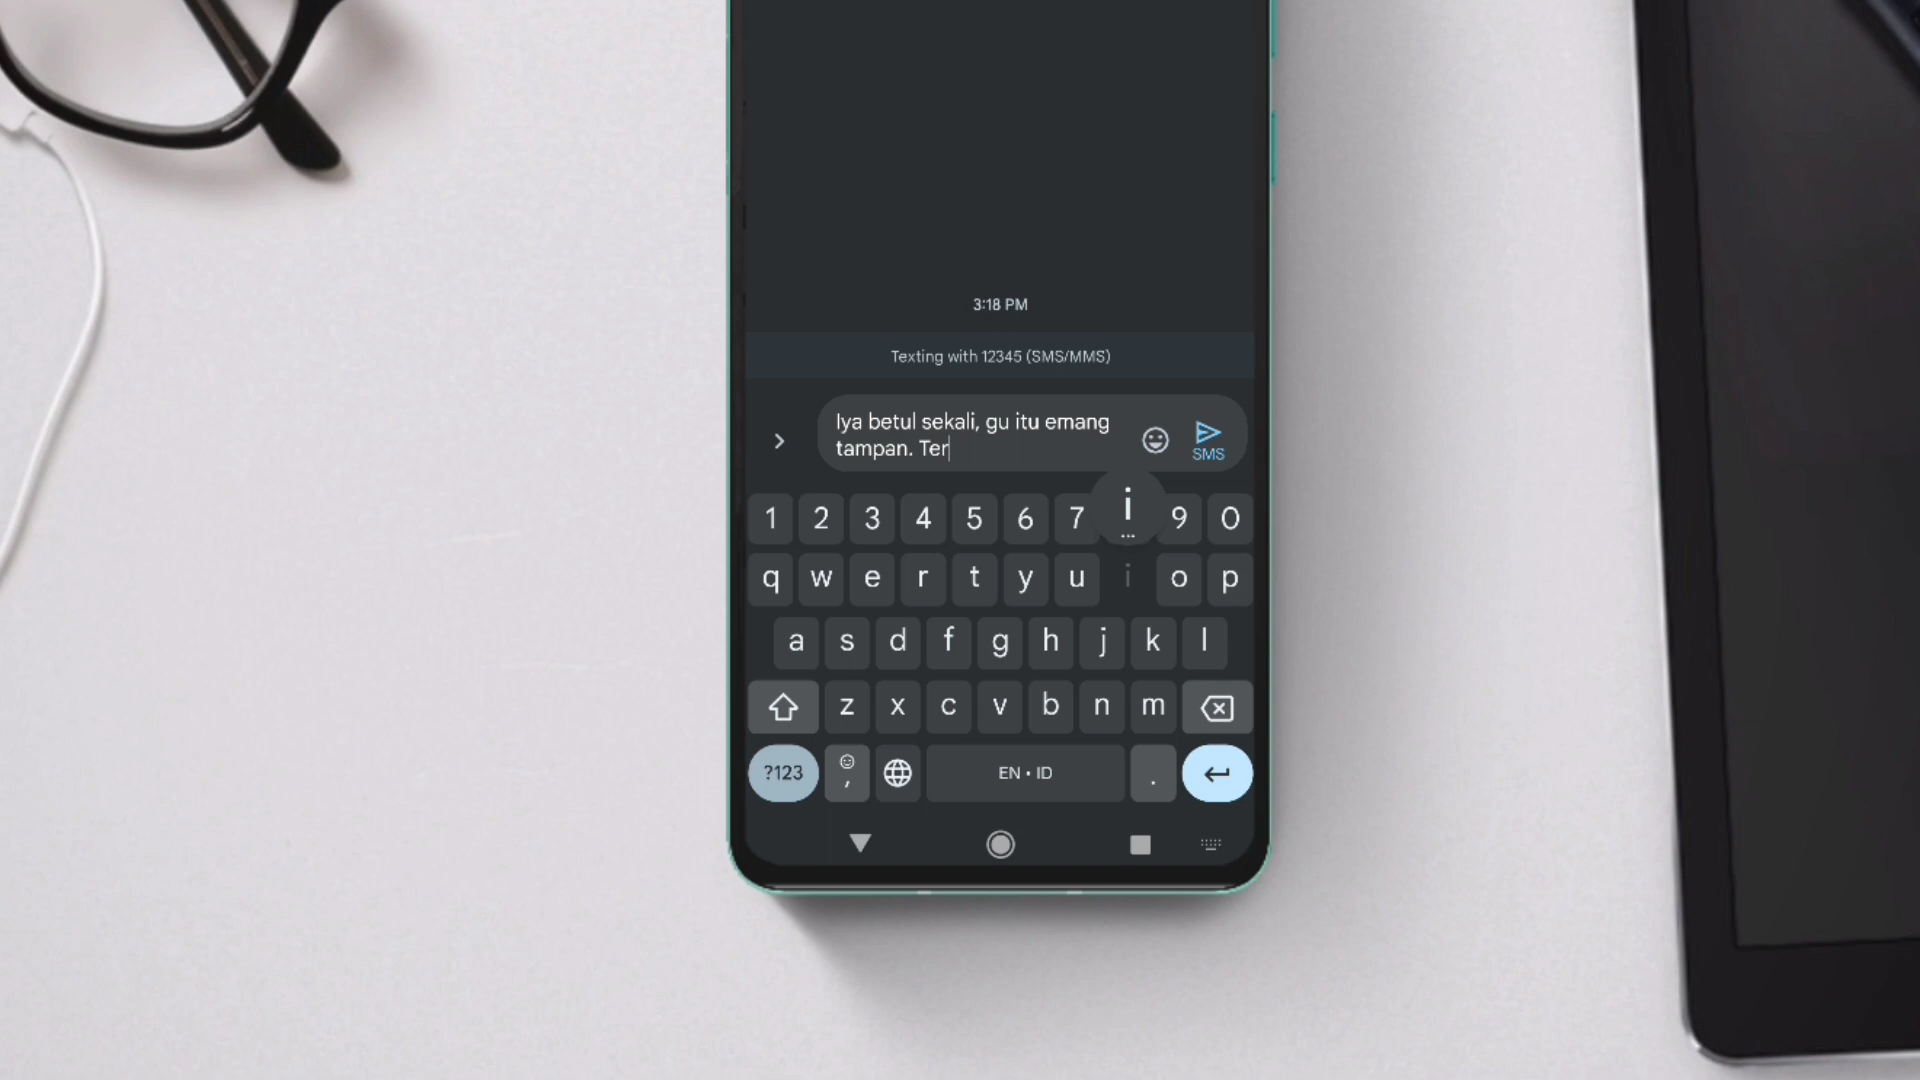 3:18 PM
Texting with 12345 (SMS/MMS)
Iya betul sekali, gu itu emang
tampan. Ter
SMS
i
...
1 2 3 4 5 6 7 9 0
q w e r t y u i o p
a s d f g h j k l
z x c v b n m
?123 , EN • ID .